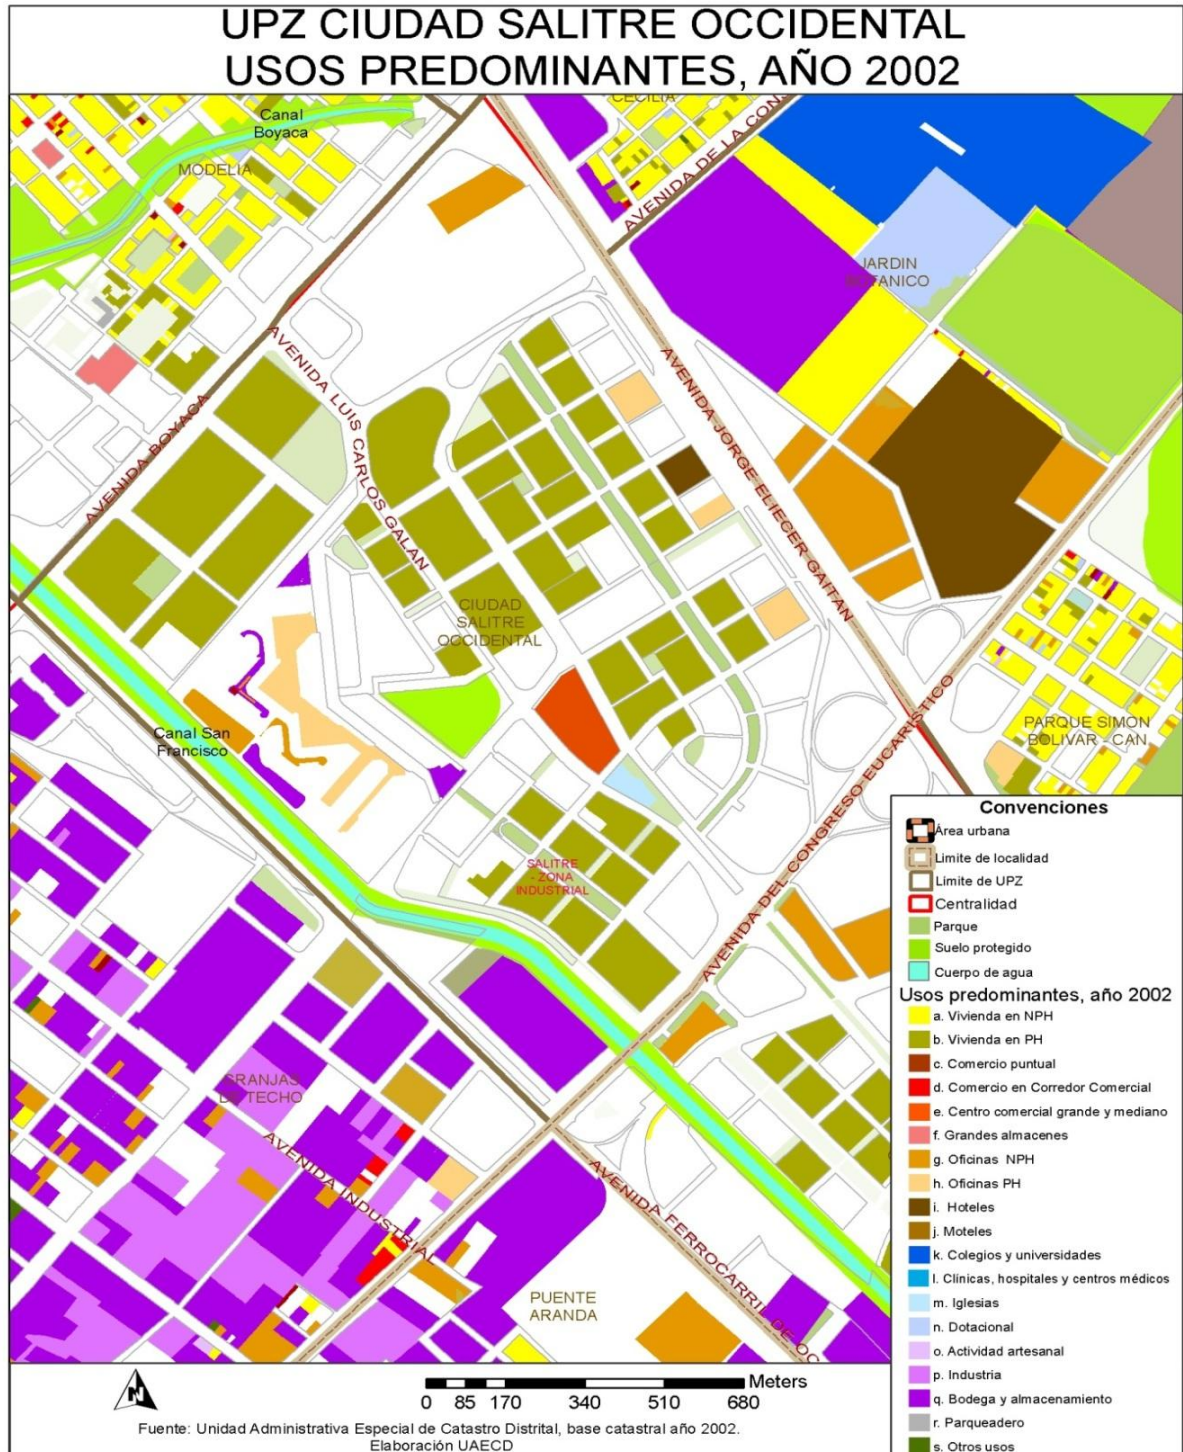 UPZ CIUDAD SALITRE OCCIDENTAL
USOS PREDOMINANTES, AÑO 2002
Canal
Boyaca
CECILIA
MODELIA
AVENIDA DE LA CON
JARDIN
BOTANICO
AVENIDA LUIS CARLOS GALAN
AVENIDA BOYACA
AVENIDA JORGE ELIECER GAITAN
CIUDAD
SALITRE
OCCIDENTAL
Canal San
Francisco
PARQUE SIMON
BOLIVAR - CAN
AVENIDA DEL CONGRESO EUCARISTICO
SALITRE
- ZONA
INDUSTRIAL
GRANJAS
DE TECHO
AVENIDA INDUSTRIAL
AVENIDA FERROCARRIL DE OC
PUENTE
ARANDA
Convenciones
Área urbana
Limite de localidad
Limite de UPZ
Centralidad
Parque
Suelo protegido
Cuerpo de agua
Usos predominantes, año 2002
a. Vivienda en NPH
b. Vivienda en PH
c. Comercio puntual
d. Comercio en Corredor Comercial
e. Centro comercial grande y mediano
f. Grandes almacenes
g. Oficinas NPH
h. Oficinas PH
i. Hoteles
j. Moteles
k. Colegios y universidades
l. Clínicas, hospitales y centros médicos
m. Iglesias
n. Dotacional
o. Actividad artesanal
p. Industria
q. Bodega y almacenamiento
r. Parqueadero
s. Otros usos
N
Meters
0 85 170 340 510 680
Fuente: Unidad Administrativa Especial de Catastro Distrital, base catastral año 2002.
Elaboración UAECD